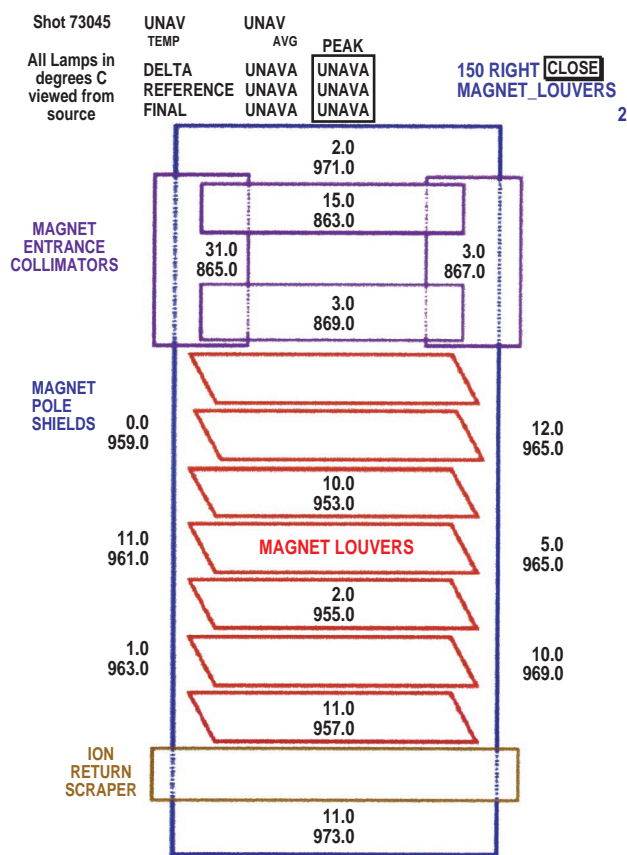 Shot 73045 UNAV UNAV
TEMP AVG PEAK
All Lamps in
degrees C
viewed from
source
DELTA UNAVA UNAVA
REFERENCE UNAVA UNAVA
FINAL UNAVA UNAVA
150 RIGHT CLOSE
MAGNET_LOUVERS
2
2.0
971.0
15.0
863.0
MAGNET
ENTRANCE
COLLIMATORS
31.0
865.0
3.0
867.0
3.0
869.0
MAGNET
POLE
SHIELDS
0.0
959.0
12.0
965.0
10.0
953.0
11.0
961.0
MAGNET LOUVERS
5.0
965.0
2.0
955.0
1.0
963.0
10.0
969.0
11.0
957.0
ION
RETURN
SCRAPER
11.0
973.0